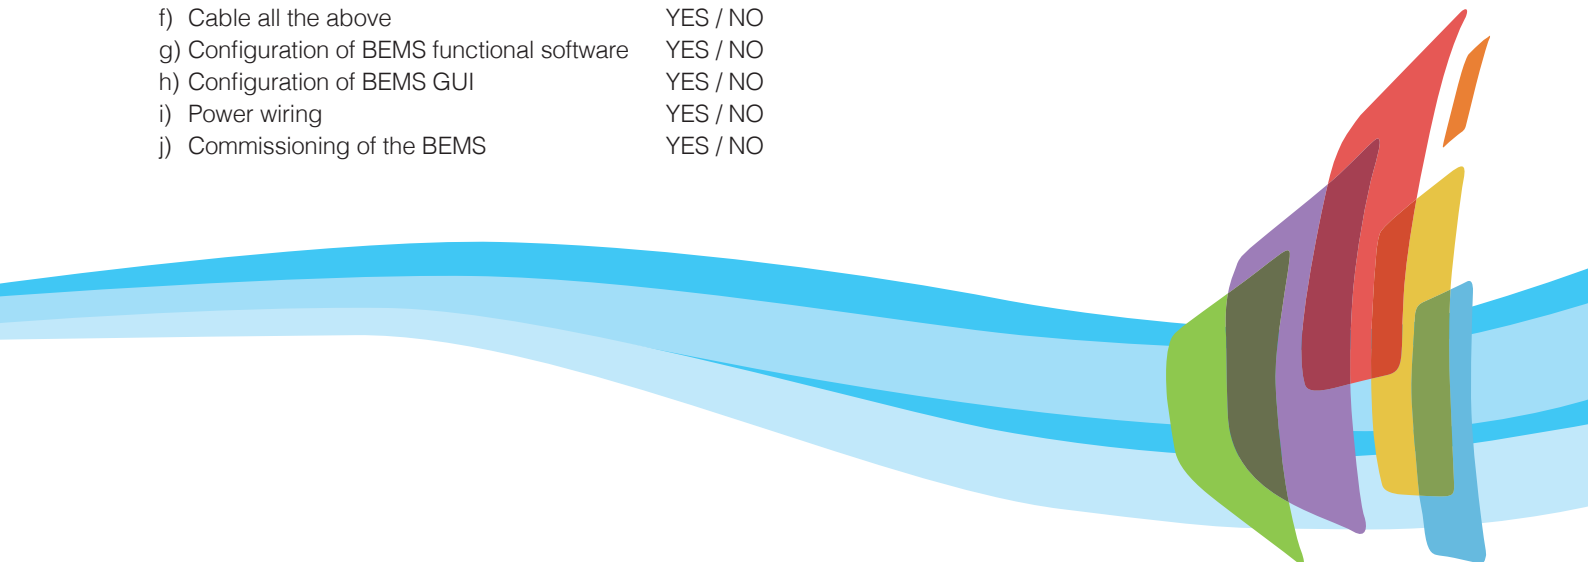 f) Cable all the above YES / NO
g) Configuration of BEMS functional software YES / NO
h) Configuration of BEMS GUI YES / NO
i) Power wiring YES / NO
j) Commissioning of the BEMS YES / NO